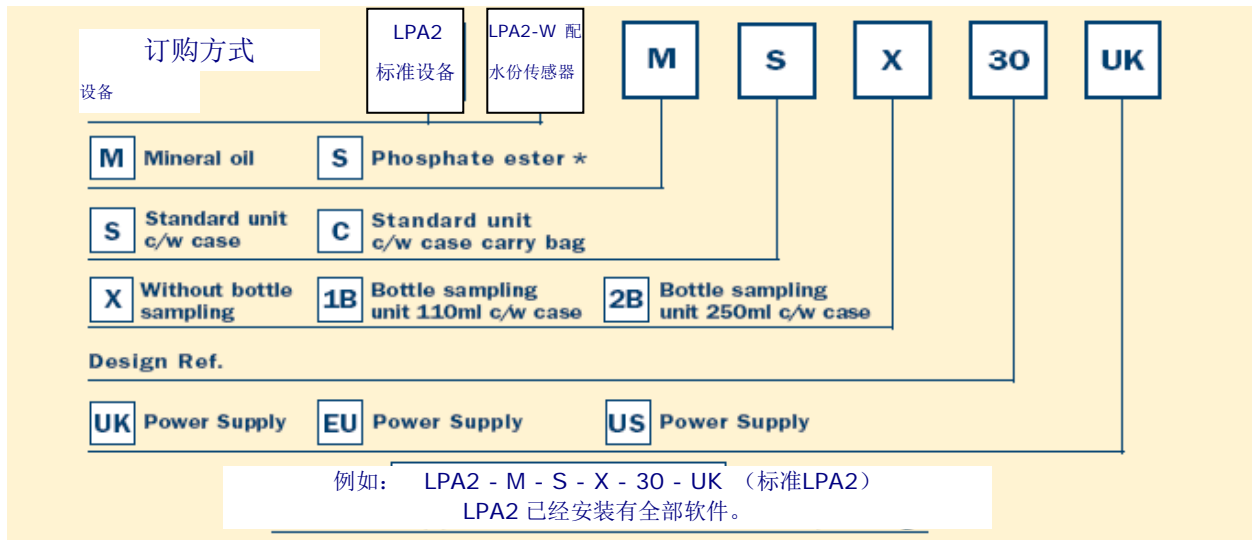 订购方式
设备
LPA2
标准设备
LPA2-W 配
水份传感器
M
S
X
30
UK
M Mineral oil
S Phosphate ester *
S Standard unit
c/w case
C Standard unit
c/w case carry bag
X Without bottle
sampling
1B Bottle sampling
unit 110ml c/w case
2B Bottle sampling
unit 250ml c/w case
Design Ref.
UK Power Supply
EU Power Supply
US Power Supply
例如： LPA2 - M - S - X - 30 - UK （标准LPA2）
LPA2 已经安装有全部软件。